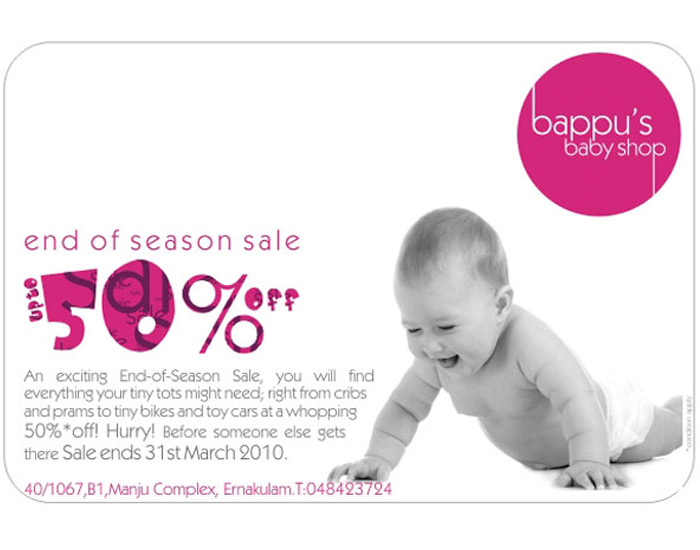 bappu's
baby shop
end of season sale
upto 50% off
An exciting End-of-Season Sale, you will find
everything your tiny tots might need; right from cribs
and prams to tiny bikes and toy cars at a whopping
50%*off! Hurry! Before someone else gets
there Sale ends 31st March 2010.
40/1067,B1,Manju Complex, Ernakulam.T:048423724
*condition apply